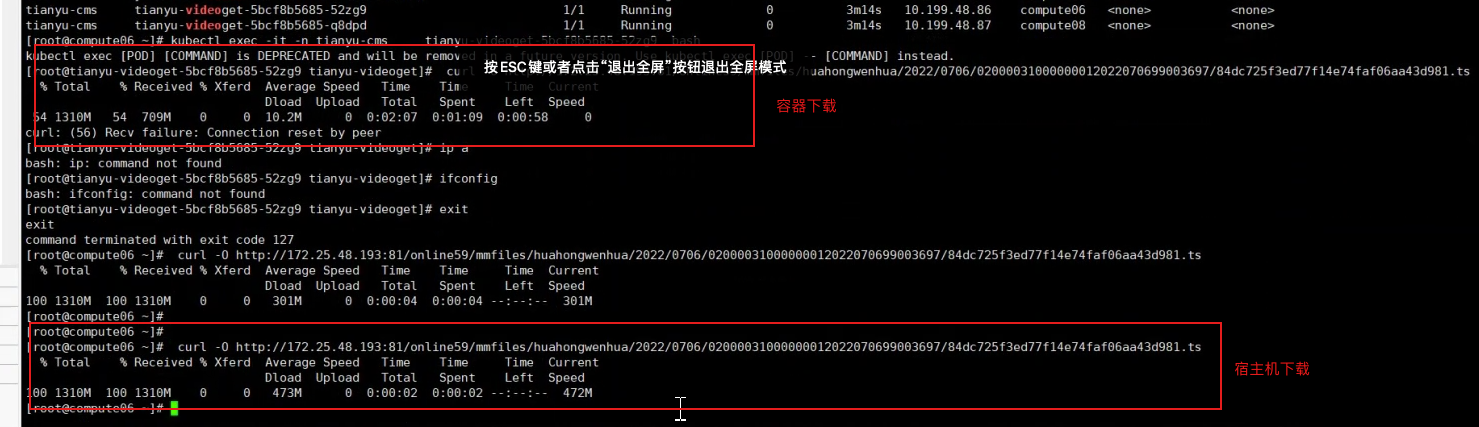 tianyu-cms tianyu-videoget-5bcf8b5685-52zg9 1/1 Running 0 3m14s 10.199.48.86 compute06 <none> <none>
tianyu-cms tianyu-videoget-5bcf8b5685-q8dpd 1/1 Running 0 3m14s 10.199.48.87 compute08 <none> <none>
[root@compute06 ~]# kubectl exec -it -n tianyu-cms tianyu-videoget-5bcf8b5685-52zg9 bash
kubectl exec [POD] [COMMAND] is DEPRECATED and will be removed in a future version. Use kubectl exec [POD] -- [COMMAND] instead.
按ESC键或者点击“退出全屏”按钮退出全屏模式
[root@tianyu-videoget-5bcf8b5685-52zg9 tianyu-videoget]# cu huahongwenhua/2022/0706/02000031000000012022070699003697/84dc725f3ed77f14e74faf06aa43d981.ts
% Total % Received % Xferd Average Speed Time Time Time Current
Dload Upload Total Spent Left Speed
容器下载
54 1310M 54 709M 0 0 10.2M 0 0:02:07 0:01:09 0:00:58 0
curl: (56) Recv failure: Connection reset by peer
[root@tianyu-videoget-5bcf8b5685-52zg9 tianyu-videoget]# ip a
bash: ip: command not found
[root@tianyu-videoget-5bcf8b5685-52zg9 tianyu-videoget]# ifconfig
bash: ifconfig: command not found
[root@tianyu-videoget-5bcf8b5685-52zg9 tianyu-videoget]# exit
exit
command terminated with exit code 127
[root@compute06 ~]# curl -O http://172.25.48.193:81/online59/mmfiles/huahongwenhua/2022/0706/02000031000000012022070699003697/84dc725f3ed77f14e74faf06aa43d981.ts
% Total % Received % Xferd Average Speed Time Time Time Current
Dload Upload Total Spent Left Speed
100 1310M 100 1310M 0 0 301M 0 0:00:04 0:00:04 --:--:-- 301M
[root@compute06 ~]#
[root@compute06 ~]#
[root@compute06 ~]# curl -O http://172.25.48.193:81/online59/mmfiles/huahongwenhua/2022/0706/02000031000000012022070699003697/84dc725f3ed77f14e74faf06aa43d981.ts
% Total % Received % Xferd Average Speed Time Time Time Current
宿主机下载
Dload Upload Total Spent Left Speed
100 1310M 100 1310M 0 0 473M 0 0:00:02 0:00:02 --:--:-- 472M
[root@compute06 ~]#